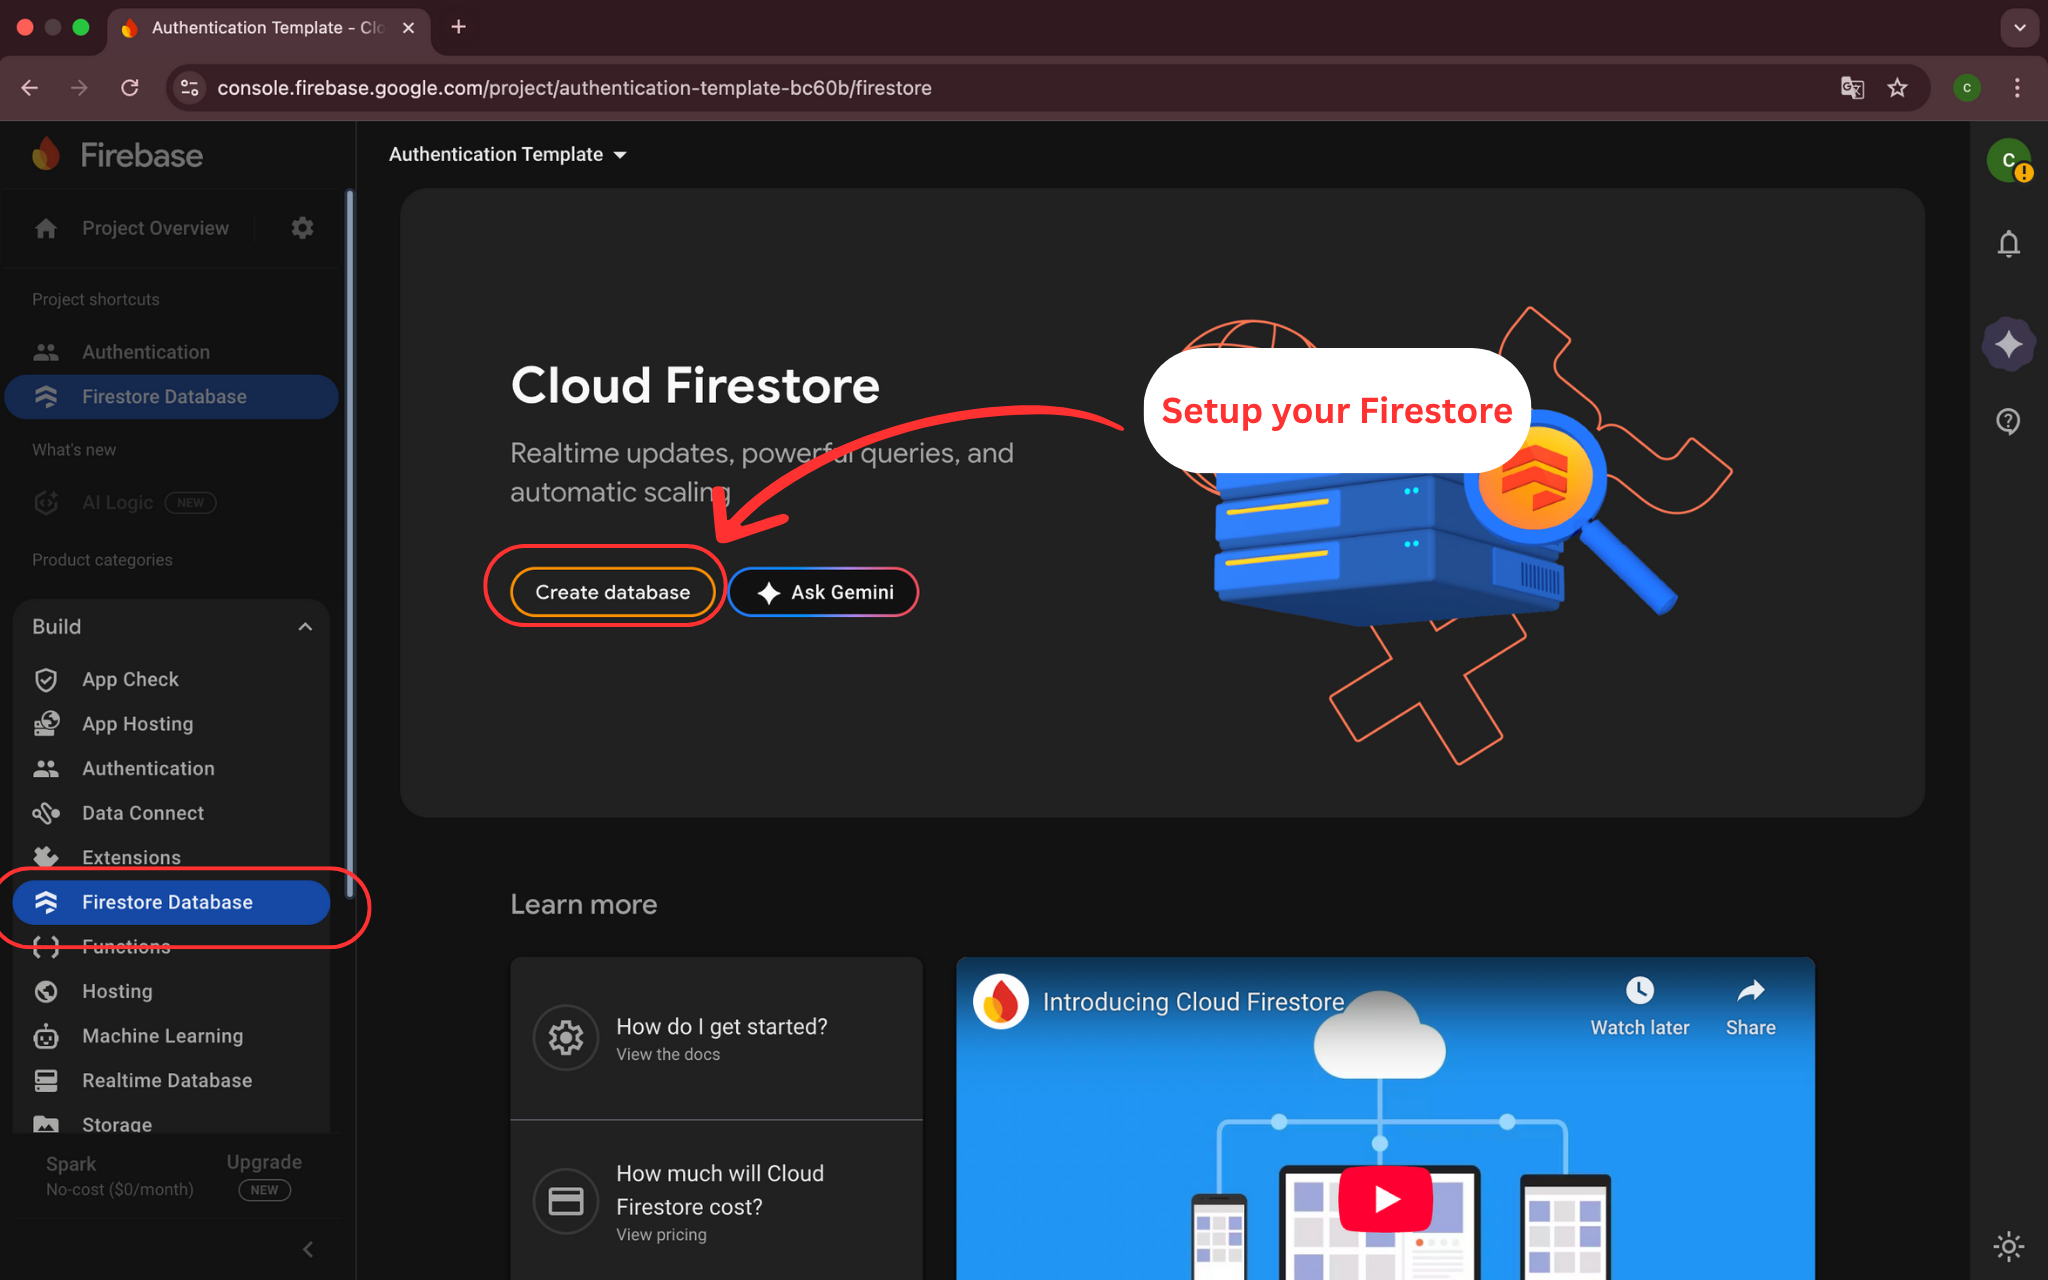 Authentication Template - Clo
console.firebase.google.com/project/authentication-template-bc60b/firestore
C
Firebase
Authentication Template
C
Project Overview
Project shortcuts
Authentication
Firestore Database
What's new
AI Logic NEW
Product categories
Build
App Check
App Hosting
Authentication
Data Connect
Extensions
Firestore Database
Functions
Hosting
Machine Learning
Realtime Database
Storage
Spark
No-cost ($0/month)
Upgrade
NEW
Cloud Firestore
Realtime updates, powerful queries, and
automatic scaling
Create database
Ask Gemini
Setup your Firestore
Learn more
How do I get started?
View the docs
How much will Cloud
Firestore cost?
View pricing
Introducing Cloud Firestore
Watch later
Share